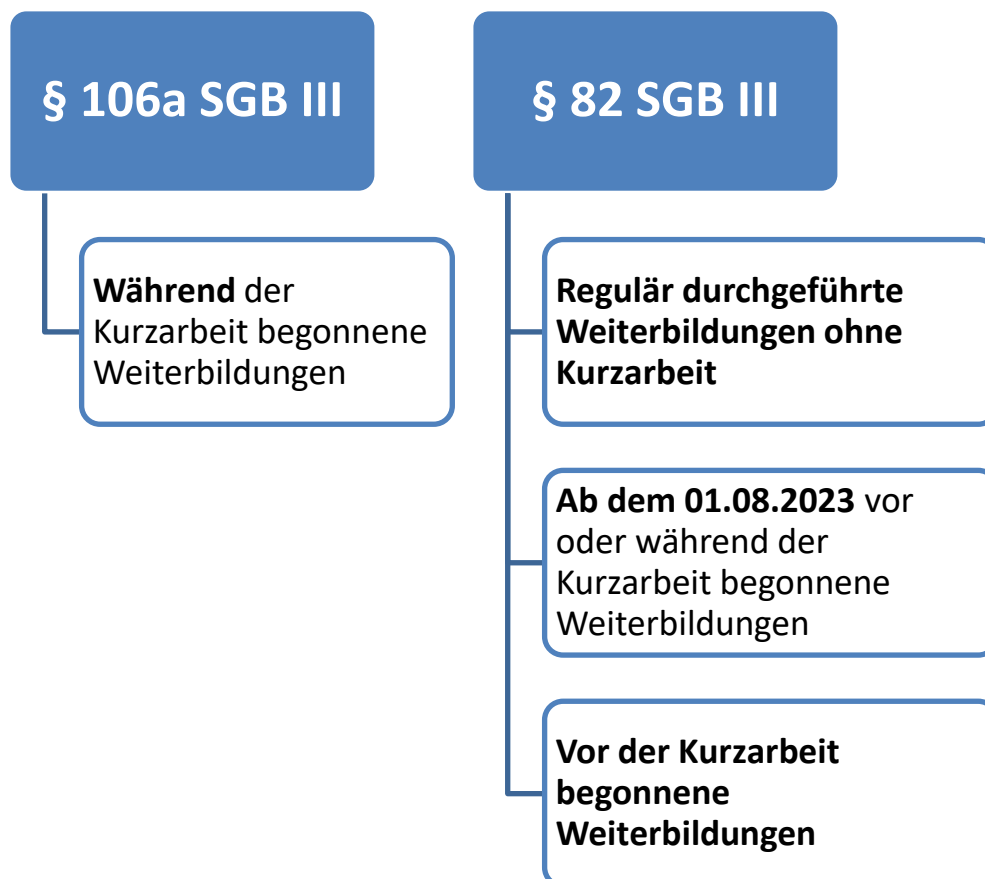 § 106a SGB III
Während der
Kurzarbeit begonnene
Weiterbildungen
§ 82 SGB III
Regulär durchgeführte
Weiterbildungen ohne
Kurzarbeit
Ab dem 01.08.2023 vor
oder während der
Kurzarbeit begonnene
Weiterbildungen
Vor der Kurzarbeit
begonnene
Weiterbildungen